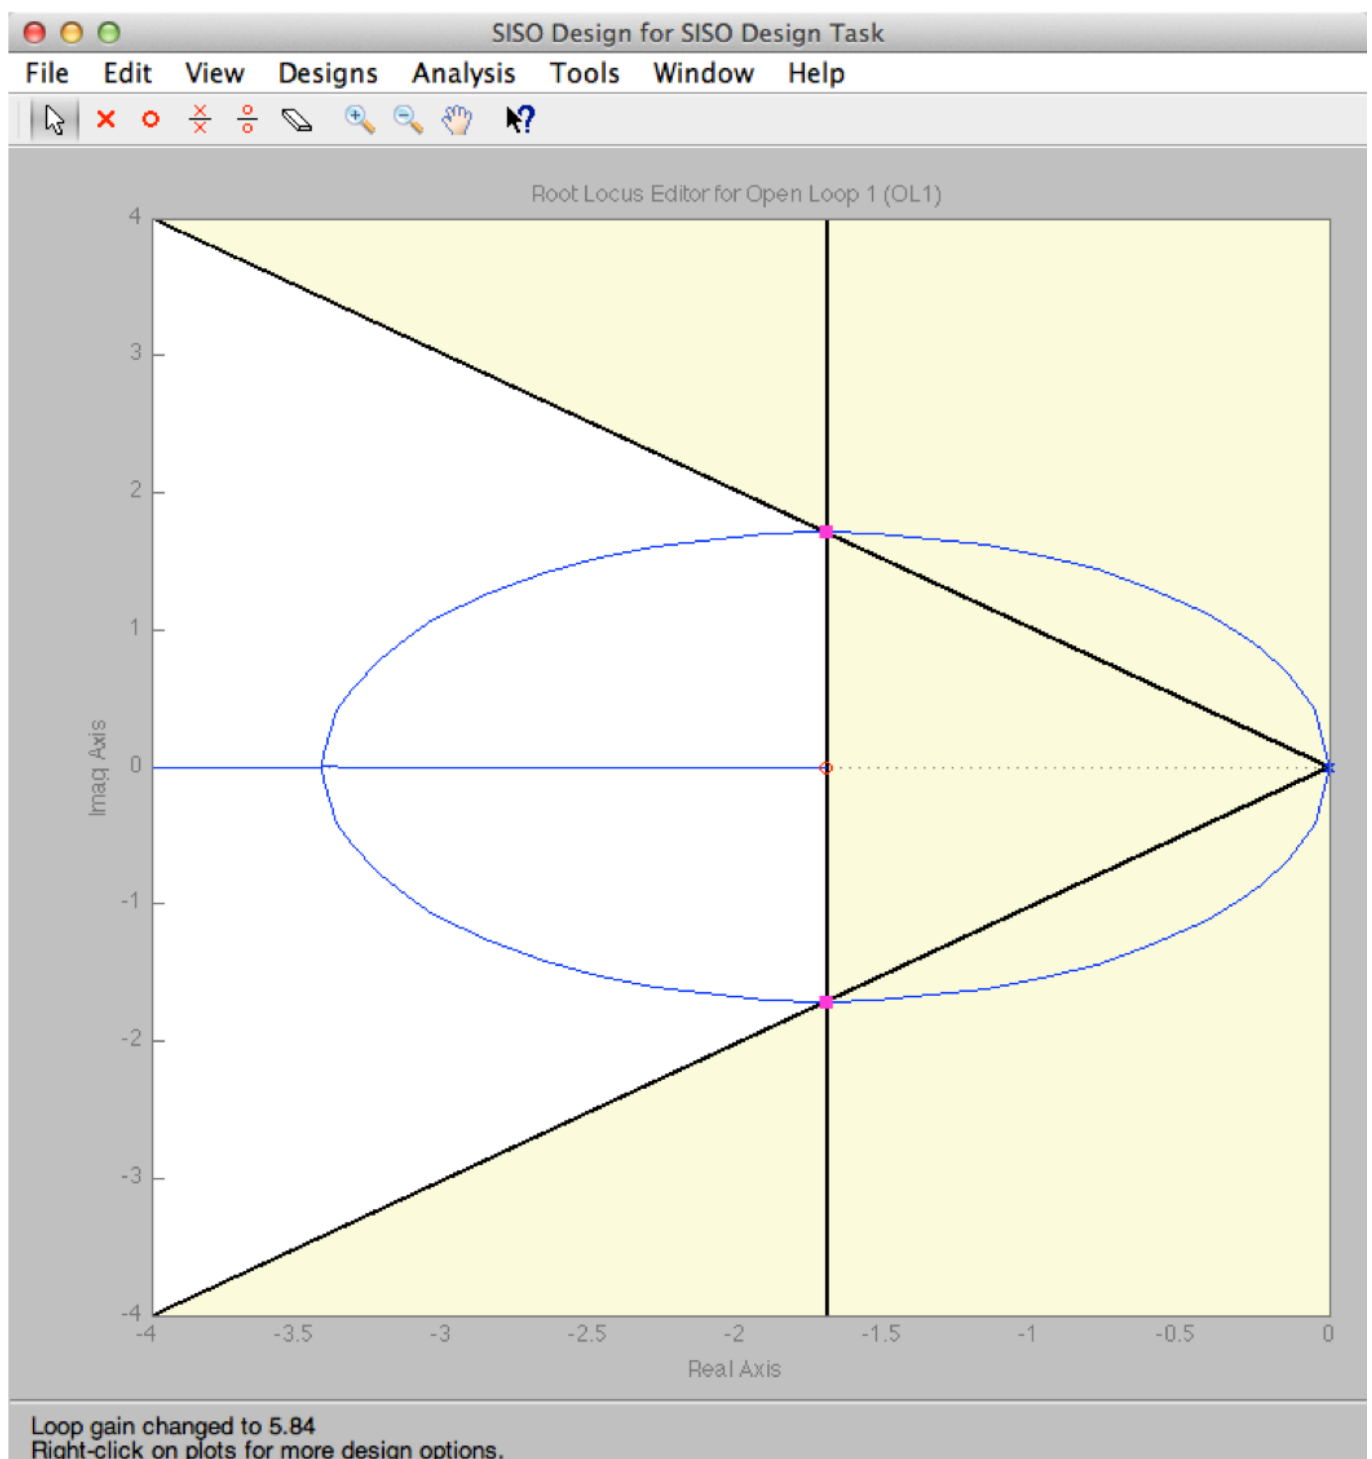 SISO Design for SISO Design Task
File Edit View Designs Analysis Tools Window Help
Root Locus Editor for Open Loop 1 (OL1)
4
3
2
1
0
-1
-2
-3
-4
Imag Axis
-4 -3.5 -3 -2.5 -2 -1.5 -1 -0.5 0
Real Axis
Loop gain changed to 5.84
Right-click on plots for more design options.